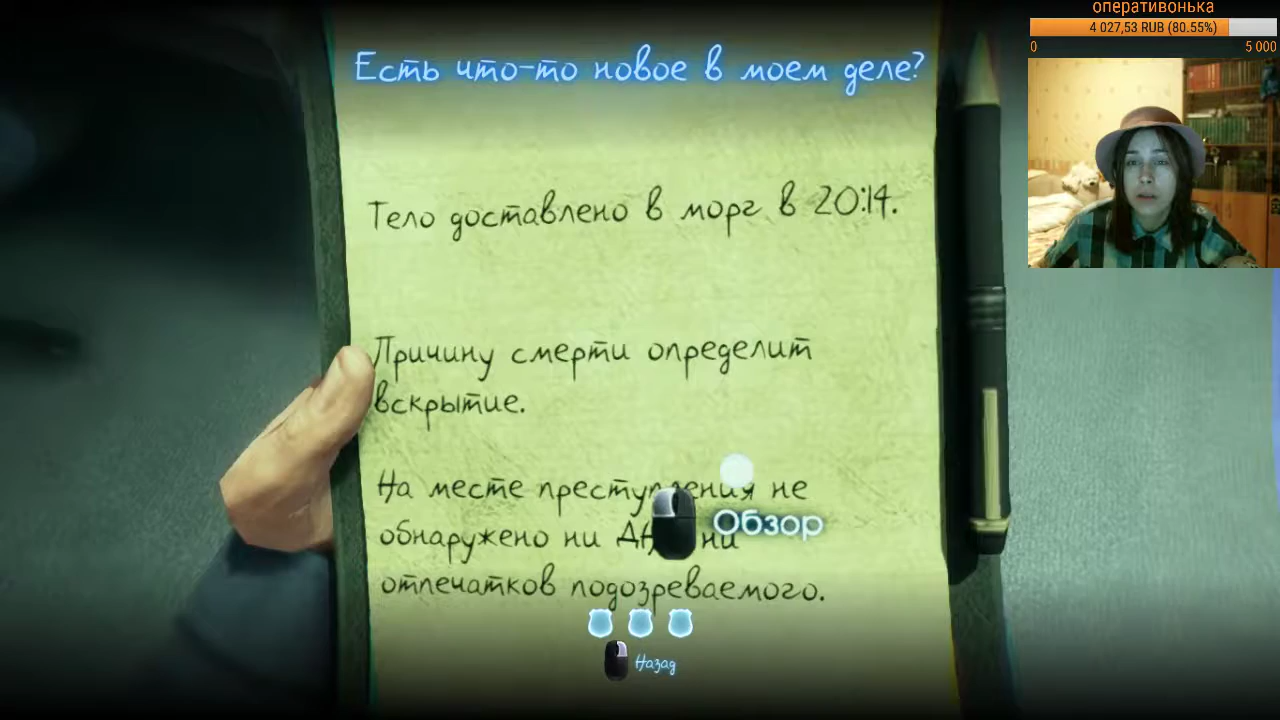 оперативонька
4 027,53 RUB (80.55%)
0 5 000
Есть что-то новое в моем деле?
Тело доставлено в морг в 20:14.
Причину смерти определит
вскрытие.
На месте преступления не
обнаружено ни ни
отпечатков подозреваемого.
Обзор
Назад